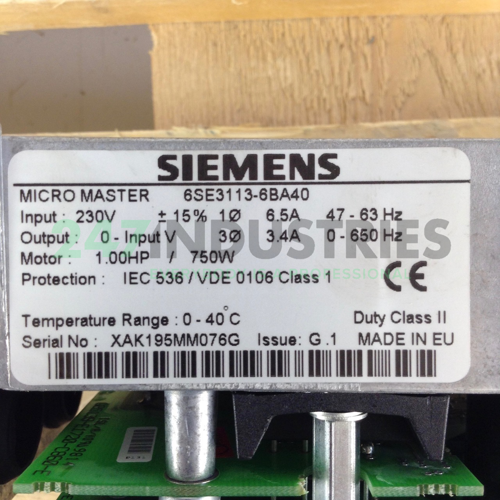 SIEMENS
MICRO MASTER 6SE3113-6BA40
Input : 230V ± 15% 1Ø 6.5A 47 - 63 Hz
Output : 0 - Input V 3Ø 3.4A 0 - 650 Hz
Motor : 1.00HP / 750W
Protection : IEC 536 / VDE 0106 Class 1
CE
Temperature Range : 0 - 40°C Duty Class II
Serial No : XAK195MM076G Issue: G .1 MADE IN EU
247INDUSTRIES